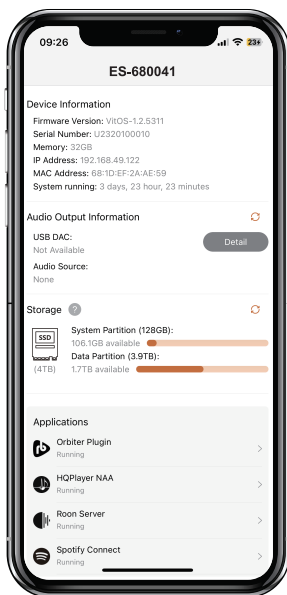 09:26
23
ES-680041
Device Information
Firmware Version: VitOS-1.2.5311
Serial Number: U2320100010
Memory: 32GB
IP Address: 192.168.49.122
MAC Address: 68:1D:EF:2A:AE:59
System running: 3 days, 23 hour, 23 minutes
Audio Output Information
USB DAC:
Not Available
Detail
Audio Source:
None
Storage ?
SSD
System Partition (128GB):
106.1GB available
Data Partition (3.9TB):
(4TB) 1.7TB available
Applications
Orbiter Plugin
Running
HQPlayer NAA
Running
Roon Server
Running
Spotify Connect
Running